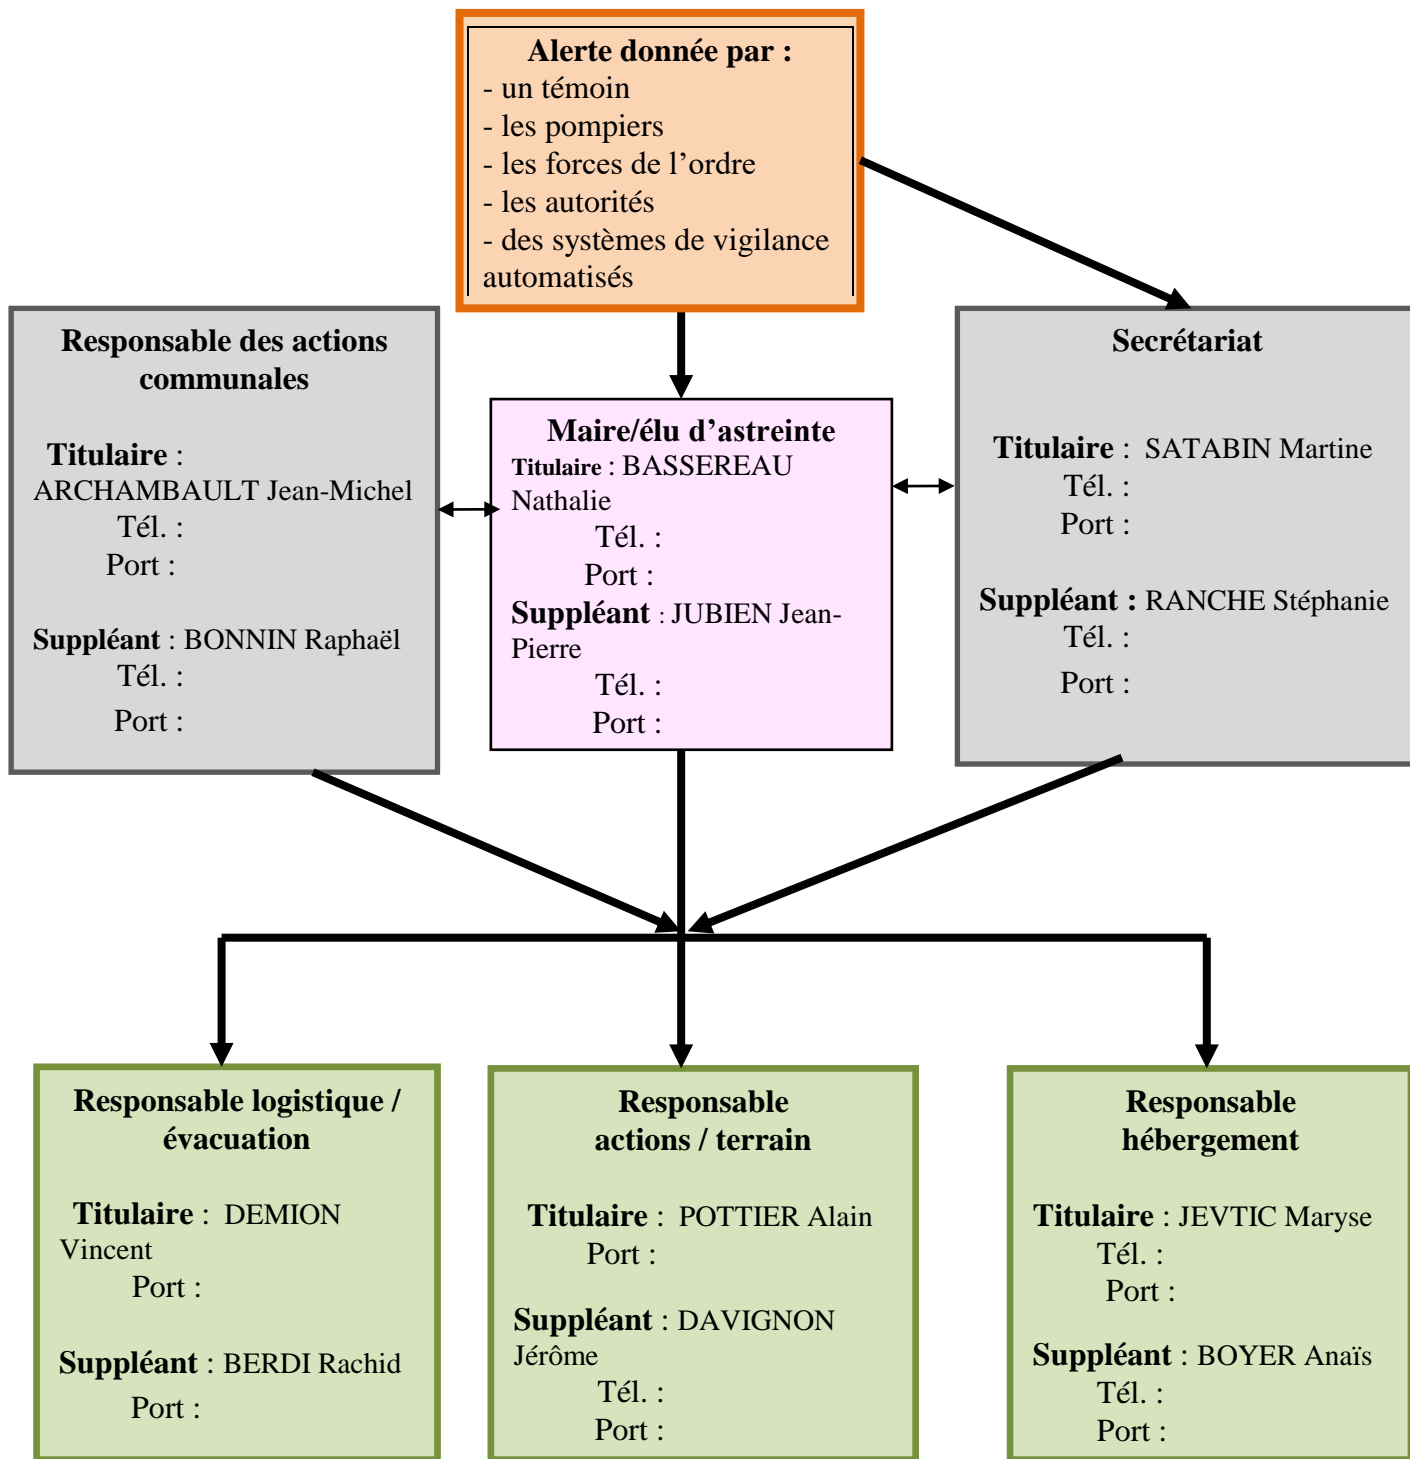 Alerte donnée par :
- un témoin
- les pompiers
- les forces de l’ordre
- les autorités
- des systèmes de vigilance
automatisés
Responsable des actions
communales
Titulaire :
ARCHAMBAULT Jean-Michel
Tél. :
Port :
Suppléant : BONNIN Raphaël
Tél. :
Port :
Maire/élu d’astreinte
Titulaire : BASSEREAU
Nathalie
Tél. :
Port :
Suppléant : JUBIEN Jean-
Pierre
Tél. :
Port :
Secrétariat
Titulaire : SATABIN Martine
Tél. :
Port :
Suppléant : RANCHE Stéphanie
Tél. :
Port :
Responsable logistique /
évacuation
Titulaire : DEMION
Vincent
Port :
Suppléant : BERDI Rachid
Port :
Responsable
actions / terrain
Titulaire : POTTIER Alain
Port :
Suppléant : DAVIGNON
Jérôme
Tél. :
Port :
Responsable
hébergement
Titulaire : JEVTIC Maryse
Tél. :
Port :
Suppléant : BOYER Anaïs
Tél. :
Port :